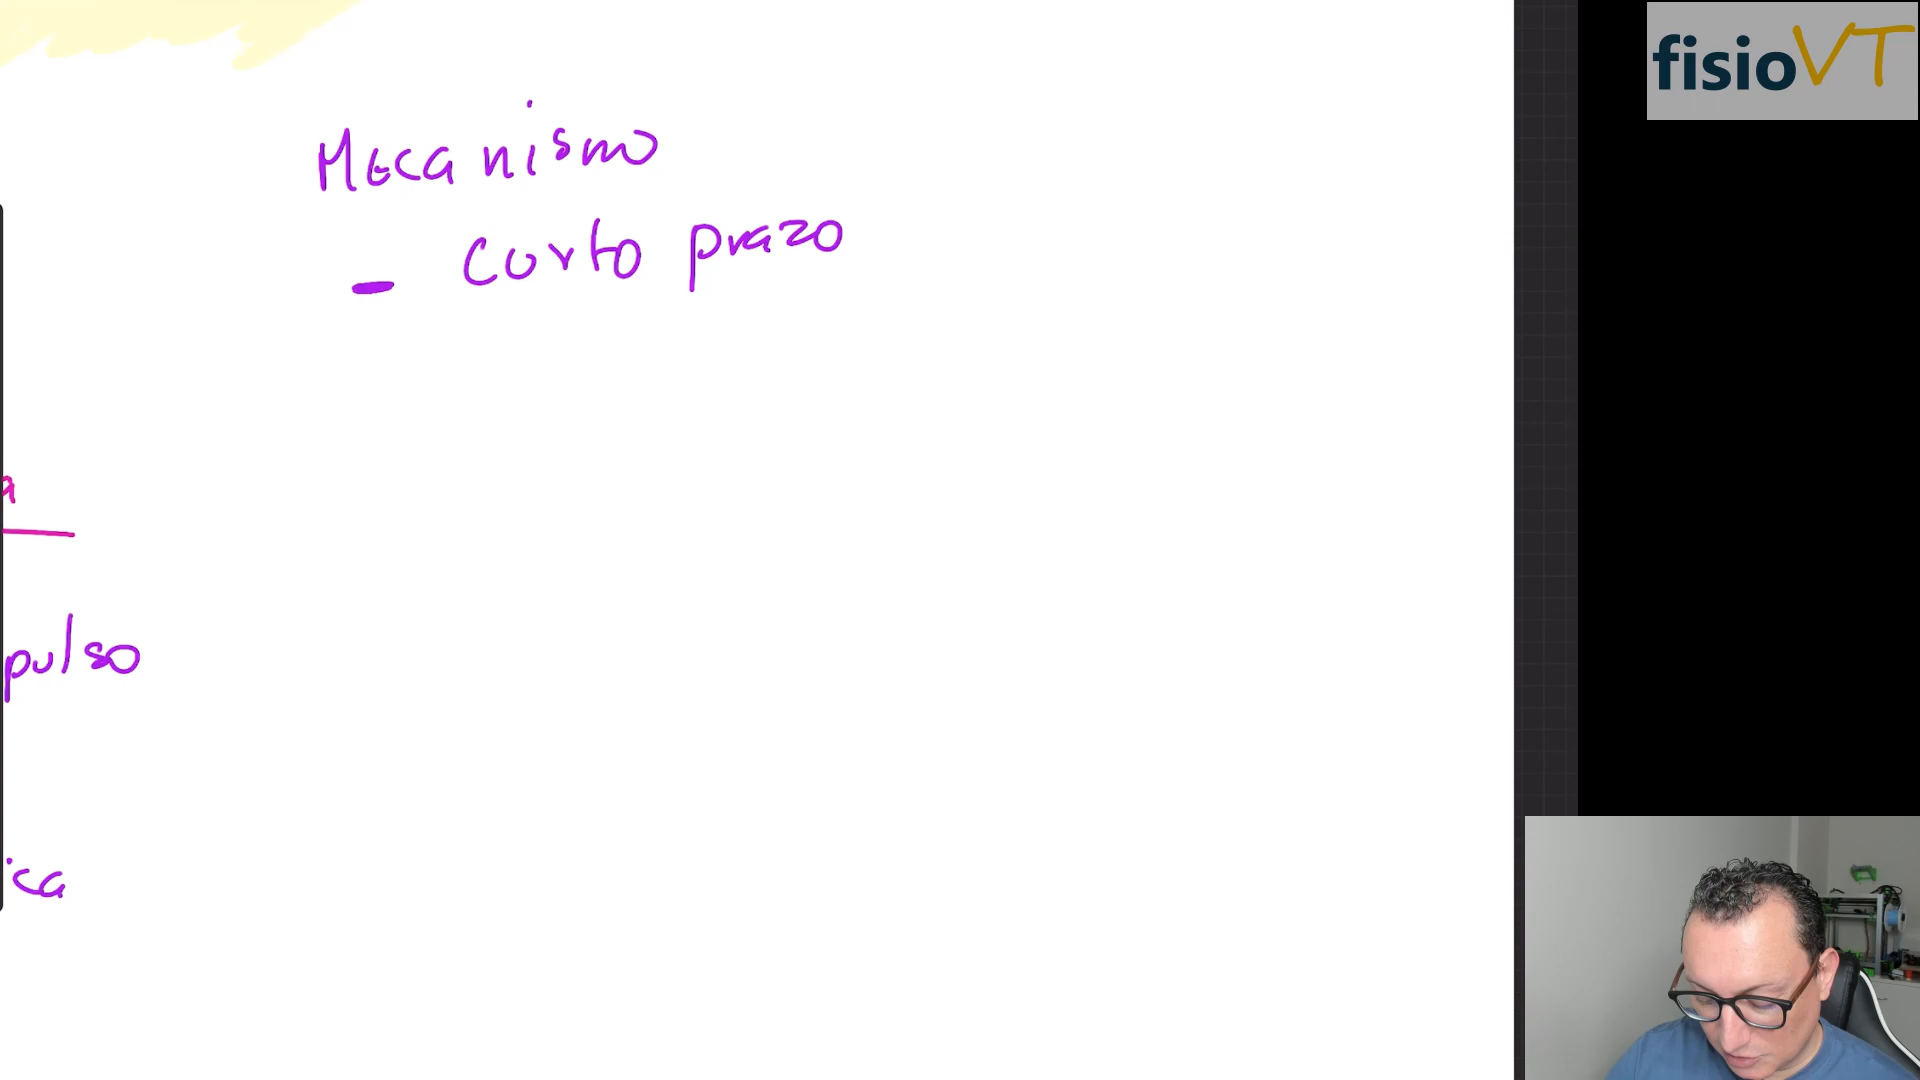 fisioVT
Mecanismo
- Curto prazo
a
pulso
ica